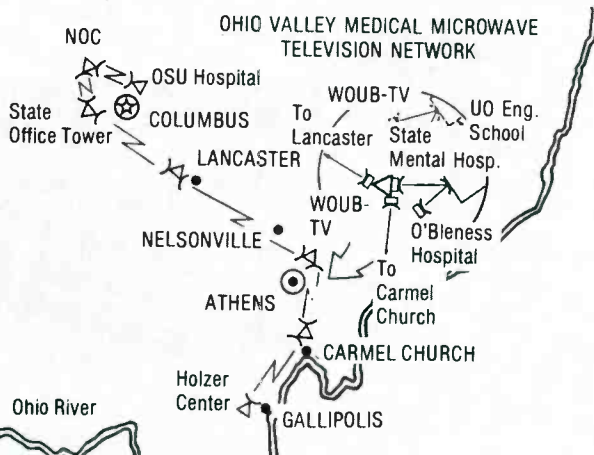 OHIO VALLEY MEDICAL MICROWAVE
TELEVISION NETWORK
NOC
OSU Hospital
State
Office Tower
COLUMBUS
LANCASTER
NELSONVILLE
ATHENS
WOUB-TV
To
Lancaster
State
Mental Hosp.
UO Eng.
School
WOUB-
TV
O'Bleness
Hospital
To
Carmel
Church
CARMEL CHURCH
Holzer
Center
GALLIPOLIS
Ohio River